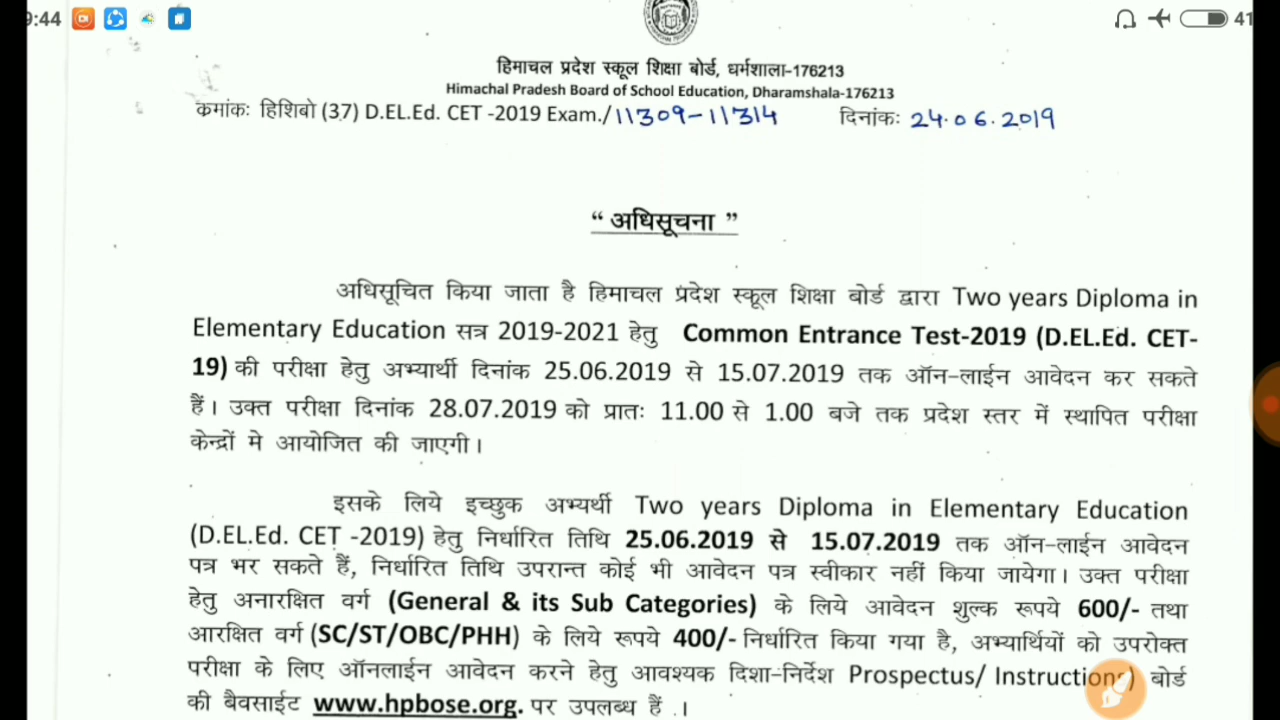 9:44
41
हिमाचल प्रदेश स्कूल शिक्षा बोर्ड, धर्मशाला-176213
Himachal Pradesh Board of School Education, Dharamshala-176213
क्रमांकः हिशिबो (37) D.EL.Ed. CET -2019 Exam./11309-11314 दिनांकः 24.06.2019
“ अधिसूचना ”
अधिसूचित किया जाता है हिमाचल प्रदेश स्कूल शिक्षा बोर्ड द्वारा Two years Diploma in
Elementary Education सत्र 2019-2021 हेतु Common Entrance Test-2019 (D.EL.Ed. CET-
19) की परीक्षा हेतु अभ्यार्थी दिनांक 25.06.2019 से 15.07.2019 तक ऑन-लाईन आवेदन कर सकते
हैं। उक्त परीक्षा दिनांक 28.07.2019 को प्रातः 11.00 से 1.00 बजे तक प्रदेश स्तर में स्थापित परीक्षा
केन्द्रों मे आयोजित की जाएगी।
इसके लिये इच्छुक अभ्यर्थी Two years Diploma in Elementary Education
(D.EL.Ed. CET -2019) हेतु निर्धारित तिथि 25.06.2019 से 15.07.2019 तक ऑन-लाईन आवेदन
पत्र भर सकते हैं, निर्धारित तिथि उपरान्त कोई भी आवेदन पत्र स्वीकार नहीं किया जायेगा। उक्त परीक्षा
हेतु अनारक्षित वर्ग (General & its Sub Categories) के लिये आवेदन शुल्क रूपये 600/- तथा
आरक्षित वर्ग (SC/ST/OBC/PHH) के लिये रूपये 400/- निर्धारित किया गया है, अभ्यार्थियों को उपरोक्त
परीक्षा के लिए ऑनलाईन आवेदन करने हेतु आवश्यक दिशा-निर्देश Prospectus/ Instructions) बोर्ड
की बैवसाईट www.hpbose.org. पर उपलब्ध हैं .।